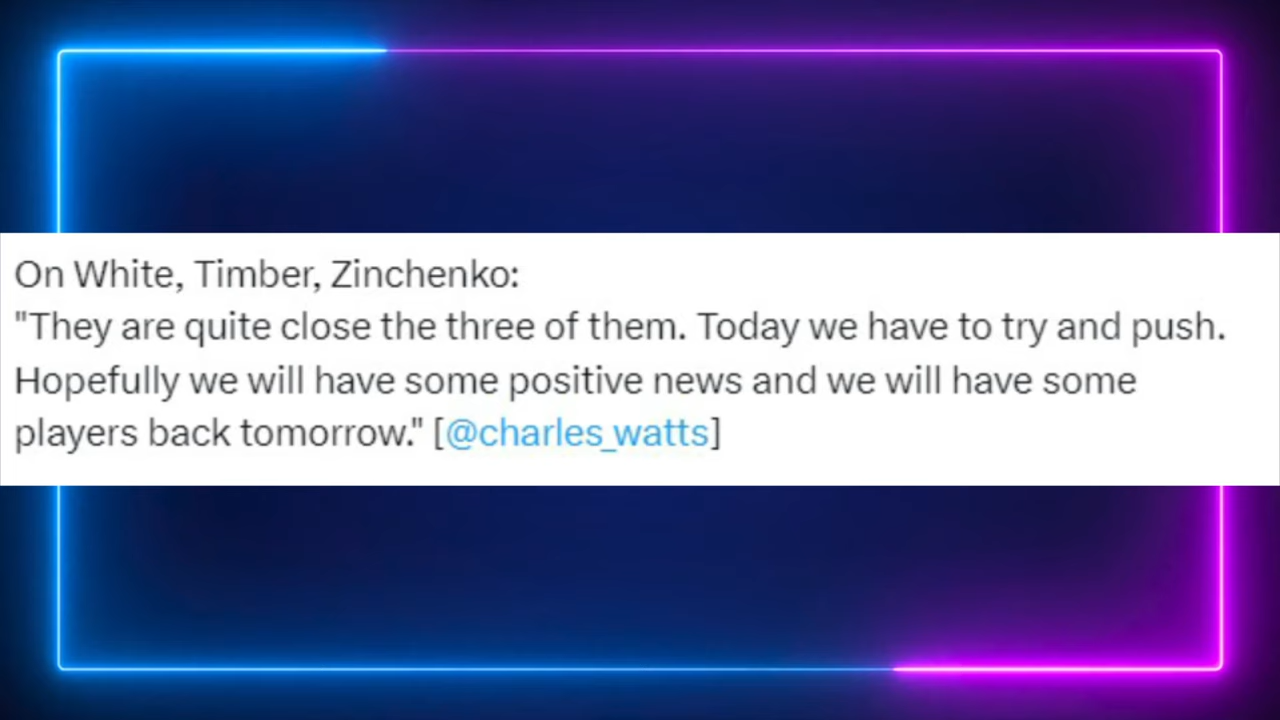 On White, Timber, Zinchenko:
"They are quite close the three of them. Today we have to try and push.
Hopefully we will have some positive news and we will have some
players back tomorrow." [@charles_watts]